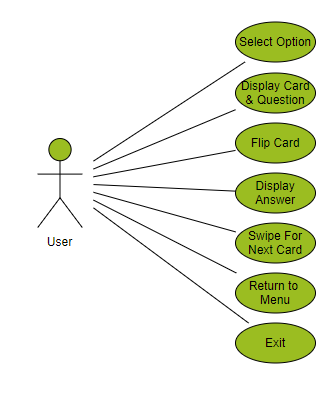 Select Option
Display Card
& Question
Flip Card
Display
Answer
Swipe For
Next Card
Return to
Menu
Exit
User